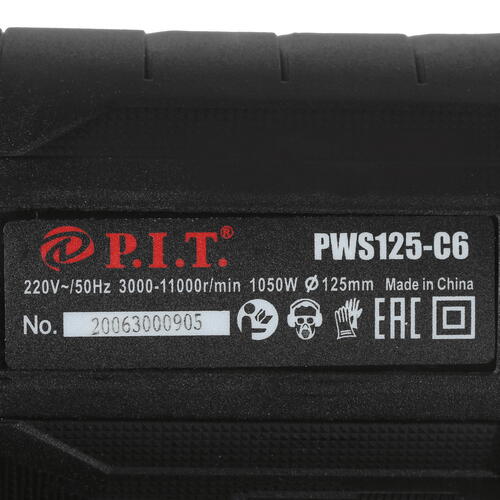 P.I.T.® PWS125-C6
220V~/50Hz 3000-11000r/min 1050W Ø125mm Made in China
No. 20063000905 EAC